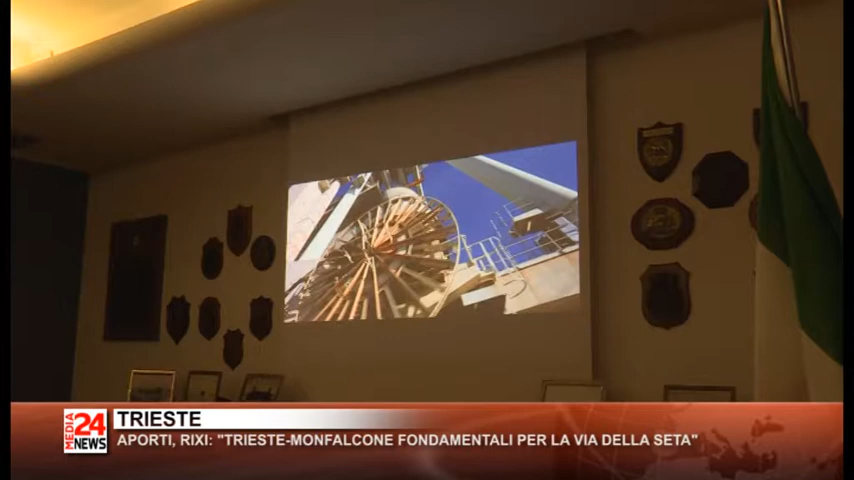 MEDIA
24
NEWS
TRIESTE
APORTI, RIXI: "TRIESTE-MONFALCONE FONDAMENTALI PER LA VIA DELLA SETA"